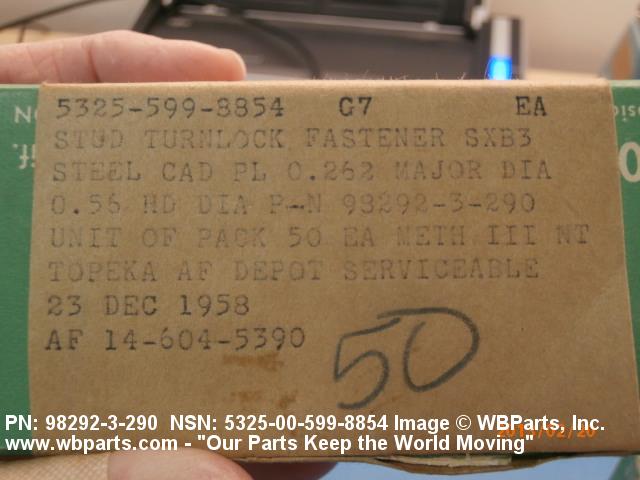 5325-599-8854 G7 EA
STUD TURNLOCK FASTENER SXB3
STEEL CAD PL 0.262 MAJOR DIA
0.56 HD DIA P-N 98292-3-290
UNIT OF PACK 50 EA METH III NT
TOPEKA AF DEPOT SERVICEABLE
23 DEC 1958
AF 14-604-5390
50
PN: 98292-3-290 NSN: 5325-00-599-8854 Image © WBParts, Inc.
www.wbparts.com - "Our Parts Keep the World Moving"